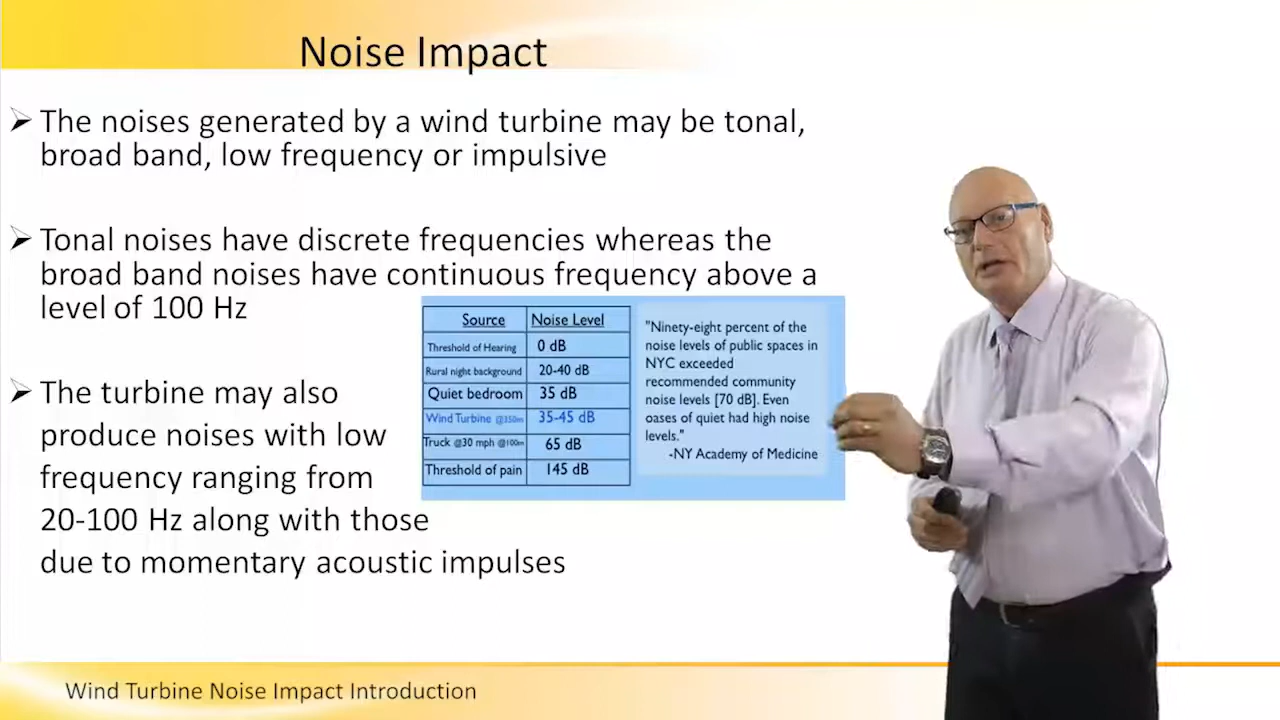 Noise Impact
The noises generated by a wind turbine may be tonal,
broad band, low frequency or impulsive
Tonal noises have discrete frequencies whereas the
broad band noises have continuous frequency above a
level of 100 Hz
The turbine may also
produce noises with low
frequency ranging from
20-100 Hz along with those
due to momentary acoustic impulses
Source Noise Level
Threshold of Hearing 0 dB
Rural night background 20-40 dB
Quiet bedroom 35 dB
Wind Turbine @350m 35-45 dB
Truck @30 mph @100m 65 dB
Threshold of pain 145 dB
"Ninety-eight percent of the
noise levels of public spaces in
NYC exceeded
recommended community
noise levels [70 dB]. Even
oases of quiet had high noise
levels."
-NY Academy of Medicine
Wind Turbine Noise Impact Introduction